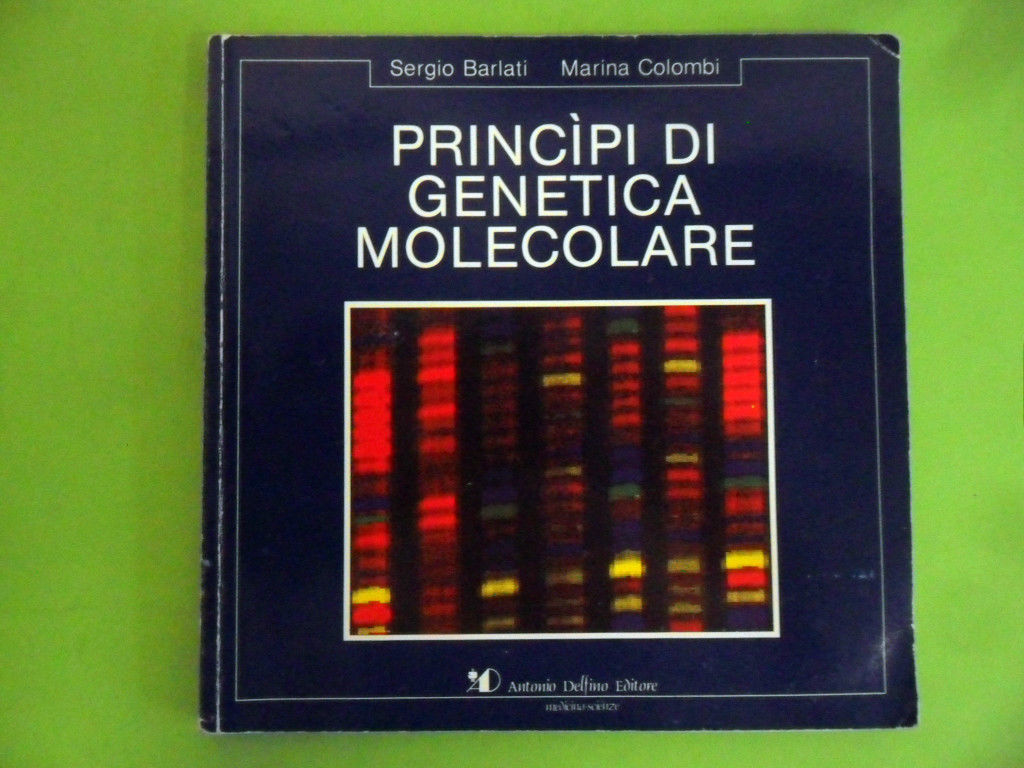 Sergio Barlati Marina Colombi
PRINCÌPI DI
GENETICA
MOLECOLARE
Antonio Delfino Editore
medicina-scienze